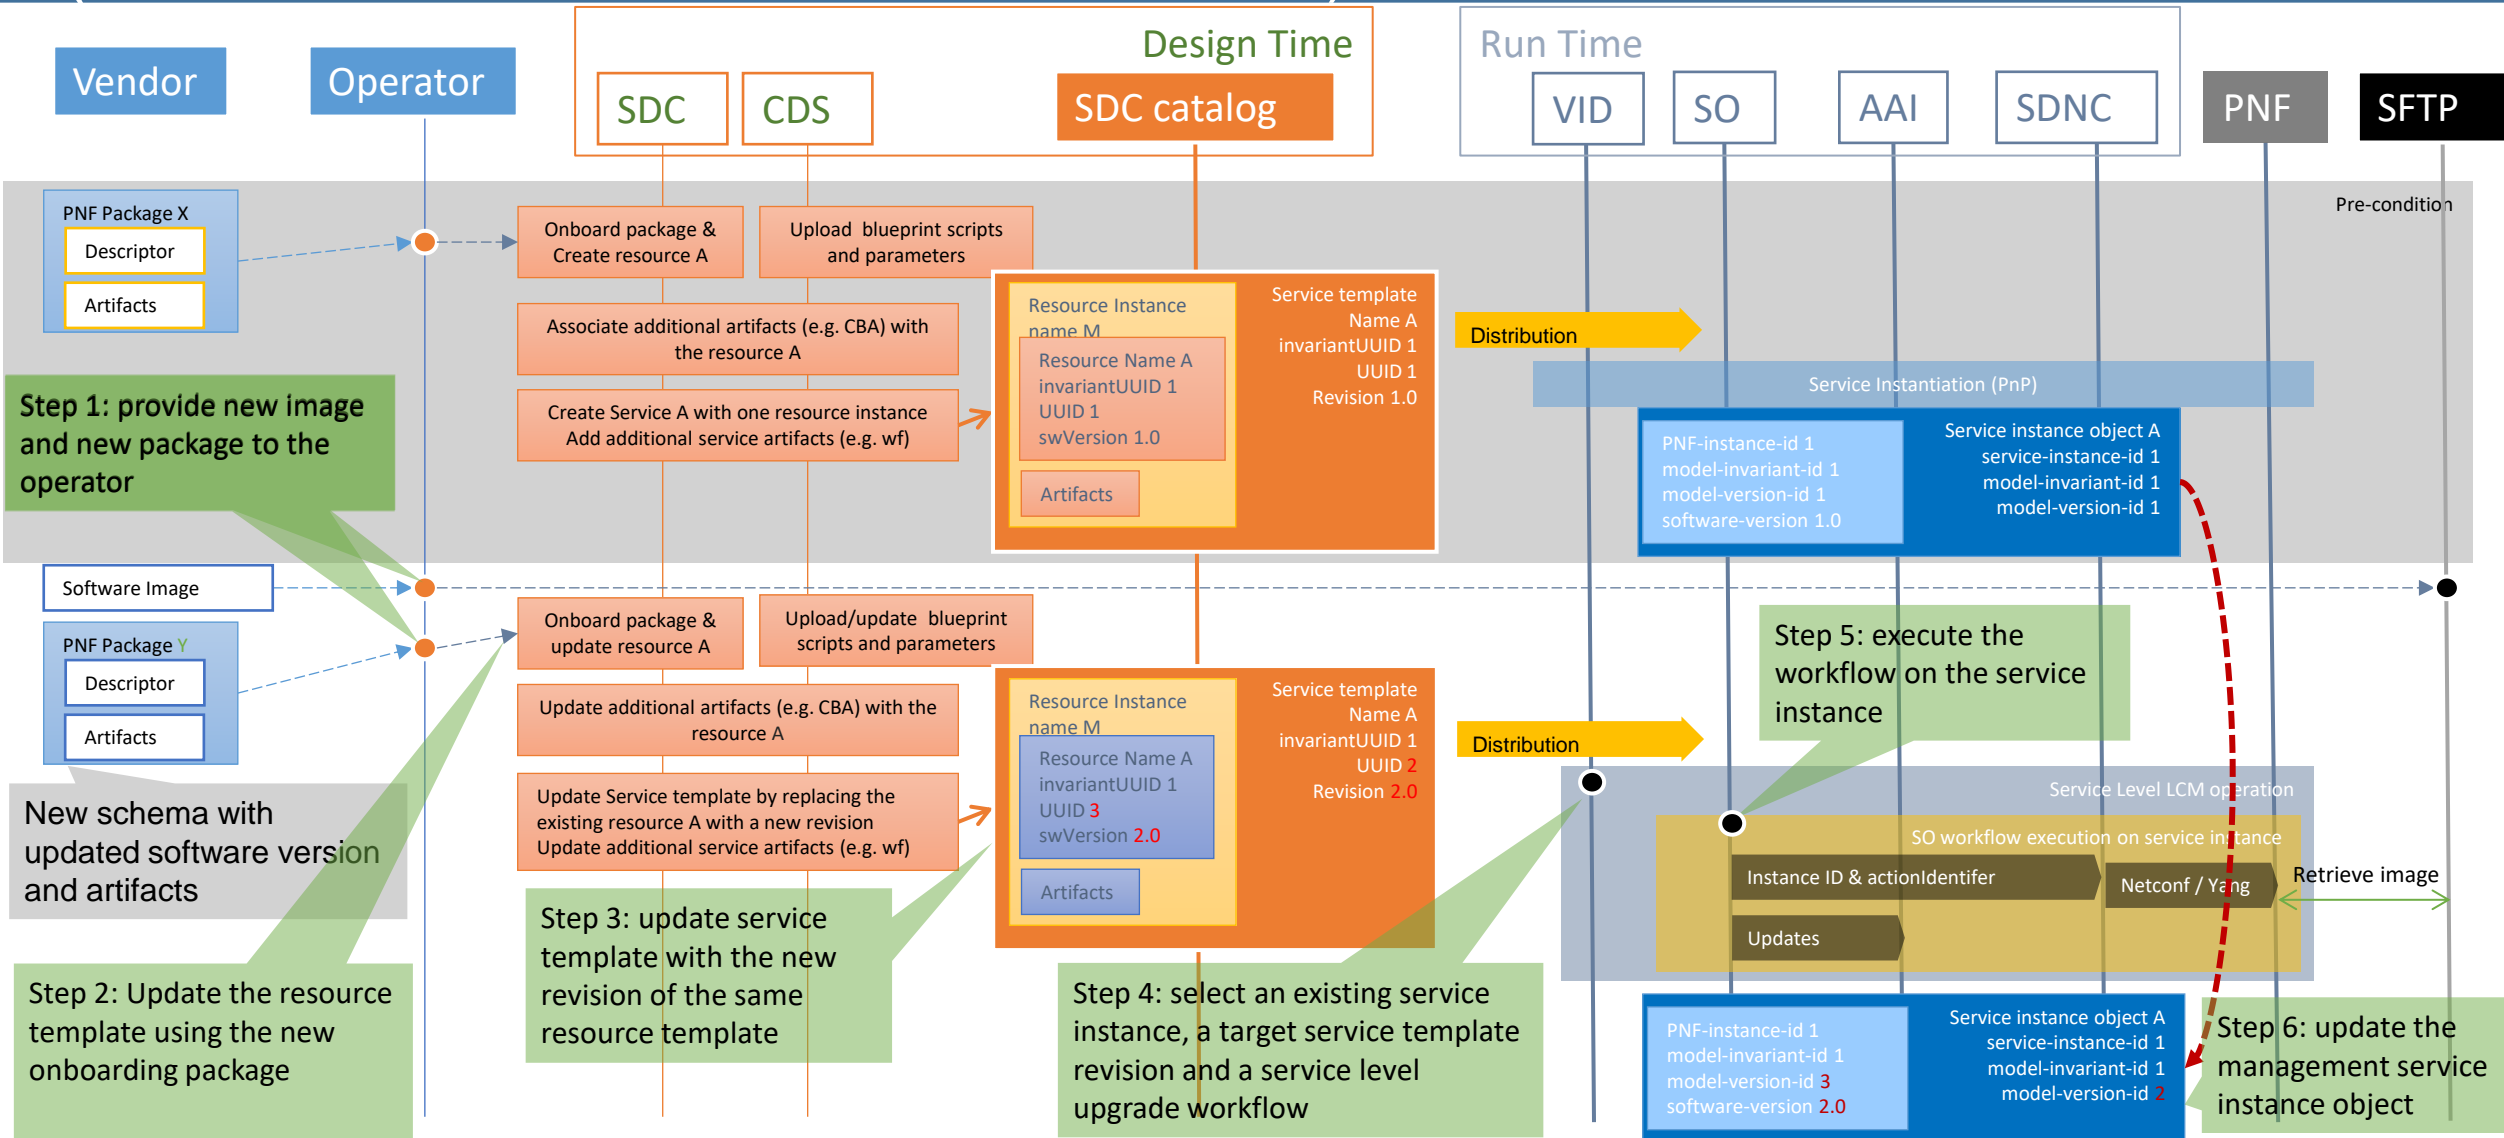 Design Time
Run Time
Vendor
Operator
SDC
CDS
SDC catalog
VID
SO
AAI
SDNC
PNF
SFTP
Pre-condition
PNF Package X
Descriptor
Artifacts
Onboard package &
Create resource A
Upload blueprint scripts
and parameters
Associate additional artifacts (e.g. CBA) with
the resource A
Create Service A with one resource instance
Add additional service artifacts (e.g. wf)
Resource Instance
name M
Resource Name A
invariantUUID 1
UUID 1
swVersion 1.0
Artifacts
Service template
Name A
invariantUUID 1
UUID 1
Revision 1.0
Distribution
Service Instantiation (PnP)
PNF-instance-id 1
model-invariant-id 1
model-version-id 1
software-version 1.0
Service instance object A
service-instance-id 1
model-invariant-id 1
model-version-id 1
Step 1: provide new image
and new package to the
operator
Software Image
PNF Package Y
Descriptor
Artifacts
New schema with
updated software version
and artifacts
Onboard package &
update resource A
Upload/update blueprint
scripts and parameters
Update additional artifacts (e.g. CBA) with the
resource A
Update Service template by replacing the
existing resource A with a new revision
Update additional service artifacts (e.g. wf)
Resource Instance
name M
Resource Name A
invariantUUID 1
UUID 3
swVersion 2.0
Artifacts
Service template
Name A
invariantUUID 1
UUID 2
Revision 2.0
Distribution
Step 5: execute the
workflow on the service
instance
Service Level LCM operation
SO workflow execution on service instance
Instance ID & actionIdentifer
Netconf / Yang
Retrieve image
Updates
Step 2: Update the resource
template using the new
onboarding package
Step 3: update service
template with the new
revision of the same
resource template
Step 4: select an existing service
instance, a target service template
revision and a service level
upgrade workflow
PNF-instance-id 1
model-invariant-id 1
model-version-id 3
software-version 2.0
Service instance object A
service-instance-id 1
model-invariant-id 1
model-version-id 2
Step 6: update the
management service
instance object